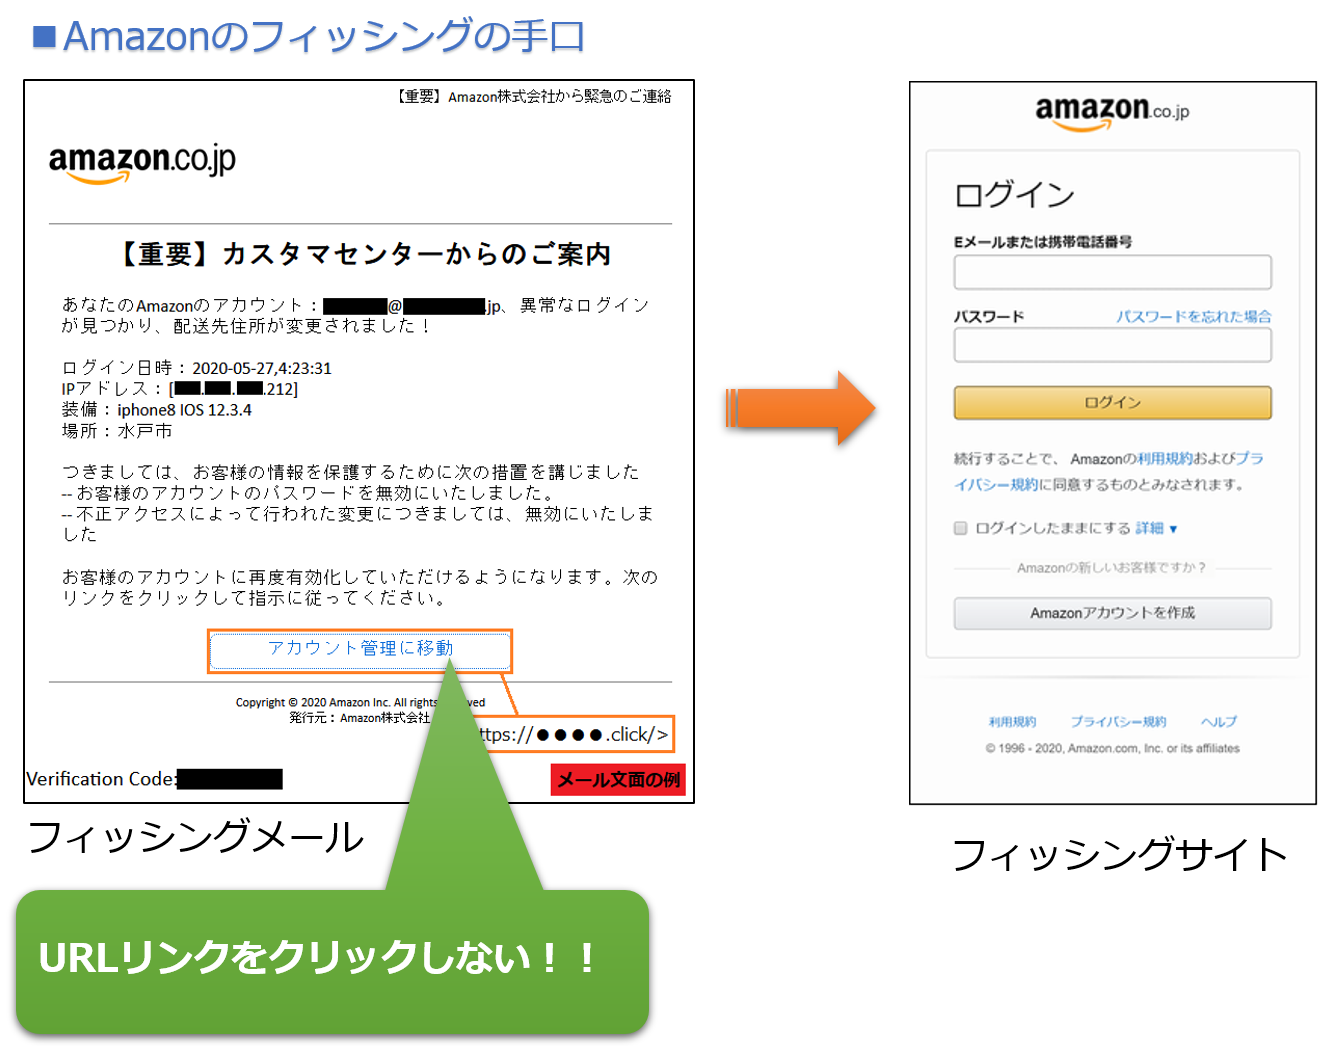 ■Amazonのフィッシングの手口
【重要】Amazon株式会社から緊急のご連絡
amazon.co.jp
【重要】カスタマセンターからのご案内
あなたのAmazonのアカウント：@.jp、異常なログイン
が見つかり、配送先住所が変更されました！
ログイン日時：2020-05-27,4:23:31
IPアドレス：[...212]
装備：iphone8 IOS 12.3.4
場所：水戸市
つきましては、お客様の情報を保護するために次の措置を講じました
-- お客様のアカウントのパスワードを無効にいたしました。
-- 不正アクセスによって行われた変更につきましては、無効にいたしま
した
お客様のアカウントに再度有効化していただけるようになります。次の
リンクをクリックして指示に従ってください。
アカウント管理に移動
Copyright © 2020 Amazon Inc. All rights ved
発行元：Amazon株式会社
ttps://●●●●.click/>
Verification Code:
メール文面の例
フィッシングメール
URLリンクをクリックしない！！
amazon.co.jp
ログイン
Eメールまたは携帯電話番号
パスワード パスワードを忘れた場合
ログイン
続行することで、Amazonの利用規約およびプラ
イバシー規約に同意するものとみなされます。
ログインしたままにする 詳細 ▼
Amazonの新しいお客様ですか？
Amazonアカウントを作成
利用規約 プライバシー規約 ヘルプ
© 1996 - 2020, Amazon.com, Inc. or its affiliates
フィッシングサイト